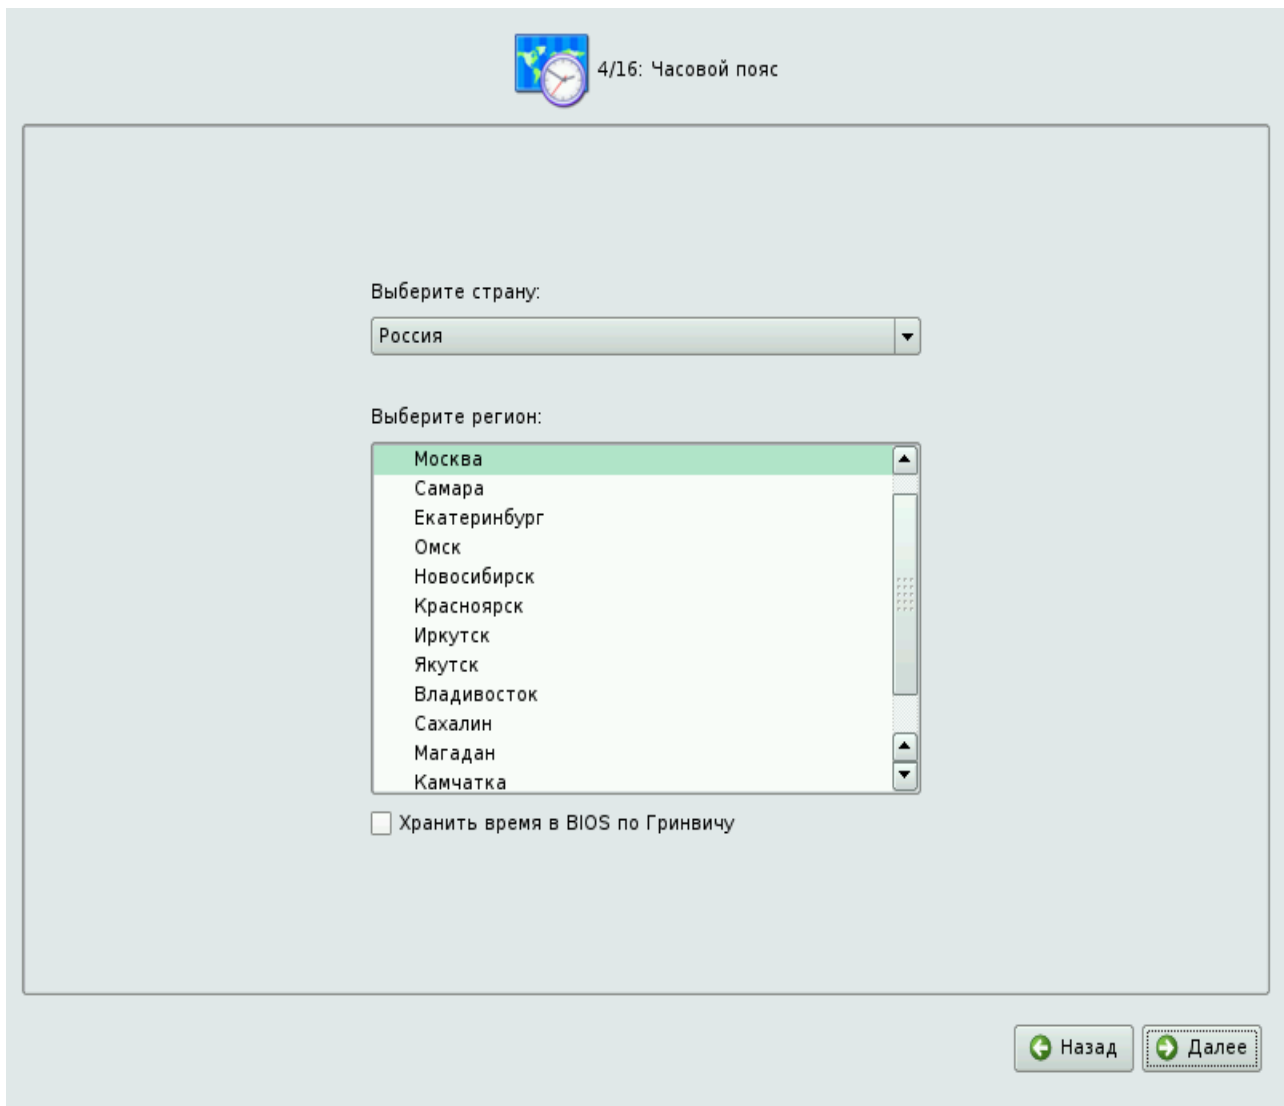 4/16: Часовой пояс
Выберите страну:
Россия
Выберите регион:
Москва
Самара
Екатеринбург
Омск
Новосибирск
Красноярск
Иркутск
Якутск
Владивосток
Сахалин
Магадан
Камчатка
Хранить время в BIOS по Гринвичу
Назад
Далее